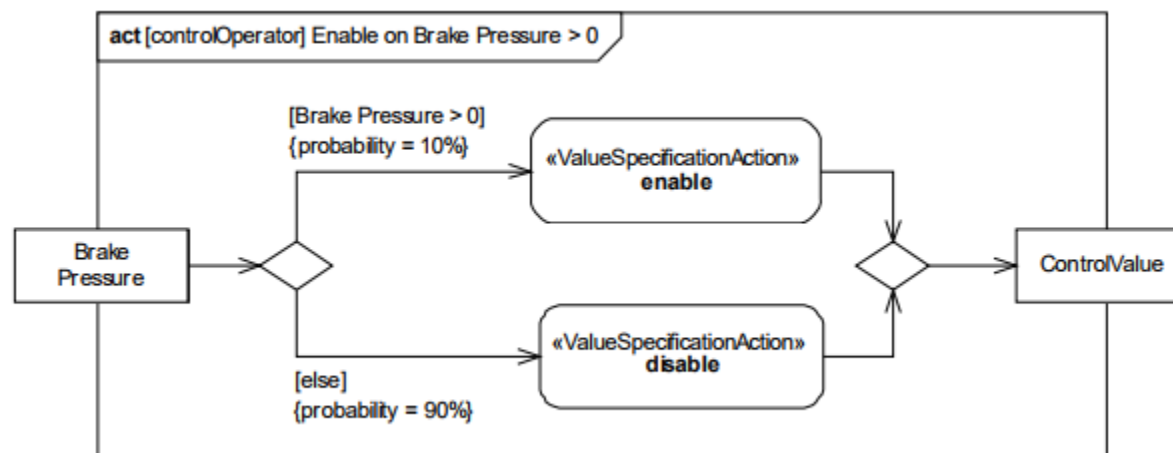 act [controlOperator] Enable on Brake Pressure > 0
[Brake Pressure > 0]
{probability = 10%}
«ValueSpecificationAction»
enable
Brake
Pressure
ControlValue
«ValueSpecificationAction»
disable
[else]
{probability = 90%}